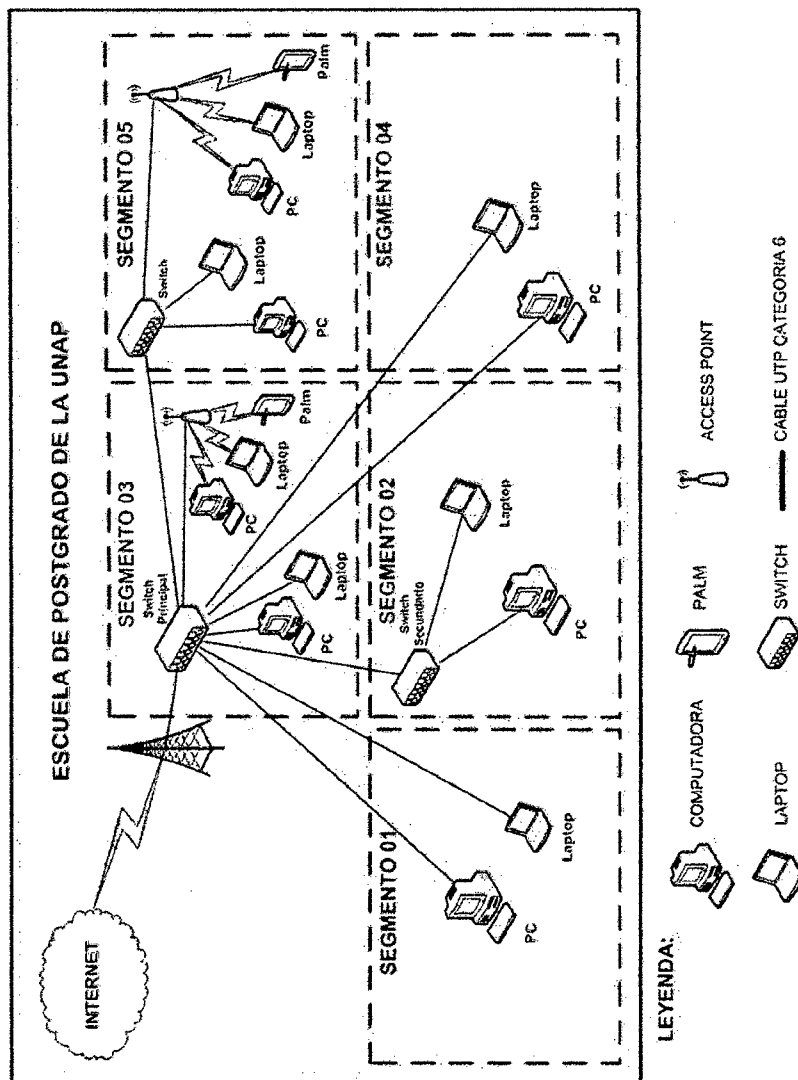 ESCUELA DE POSTGRADO DE LA UNAP
INTERNET
SEGMENTO 03
Switch
Principal
PC
Laptop
PC
Laptop
Palm
SEGMENTO 05
Switch
PC
Laptop
PC
Laptop
Palm
SEGMENTO 01
PC
Laptop
SEGMENTO 02
Switch
Secundario
PC
Laptop
SEGMENTO 04
PC
Laptop
LEYENDA:
COMPUTADORA
PALM
ACCESS POINT
LAPTOP
SWITCH
CABLE UTP CATEGORIA 6